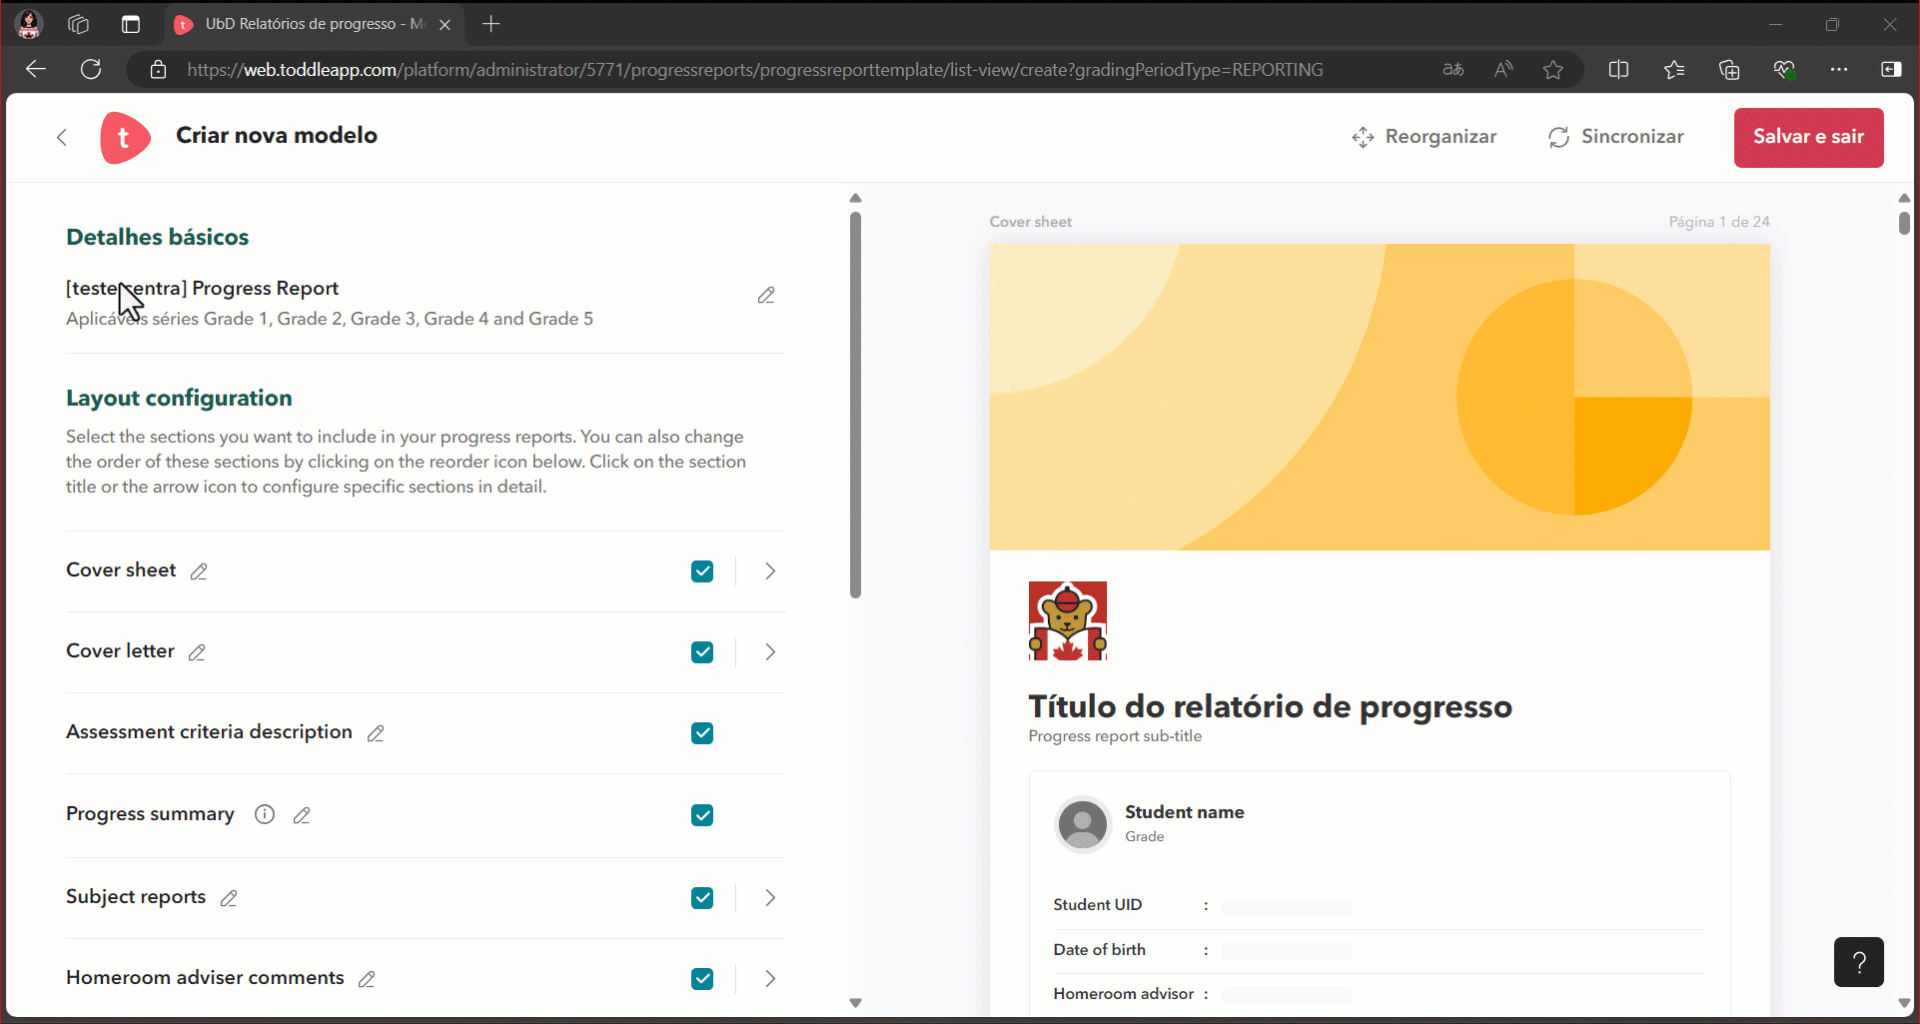 UbD Relatórios de progresso - Mo
https://web.toddleapp.com/platform/administrator/5771/progressreports/progressreporttemplate/list-view/create?gradingPeriodType=REPORTING
aあ
A
t
Criar nova modelo
Reorganizar
Sincronizar
Salvar e sair
Detalhes básicos
Progress Report
Aplicáveis séries Grade 1, Grade 2, Grade 3, Grade 4 and Grade 5
Layout configuration
Select the sections you want to include in your progress reports. You can also change
the order of these sections by clicking on the reorder icon below. Click on the section
title or the arrow icon to configure specific sections in detail.
Cover sheet
Cover letter
Assessment criteria description
Progress summary
Subject reports
Homeroom adviser comments
Cover sheet
Página 1 de 24
Título do relatório de progresso
Progress report sub-title
Student name
Grade
Student UID :
Date of birth :
Homeroom advisor :
?